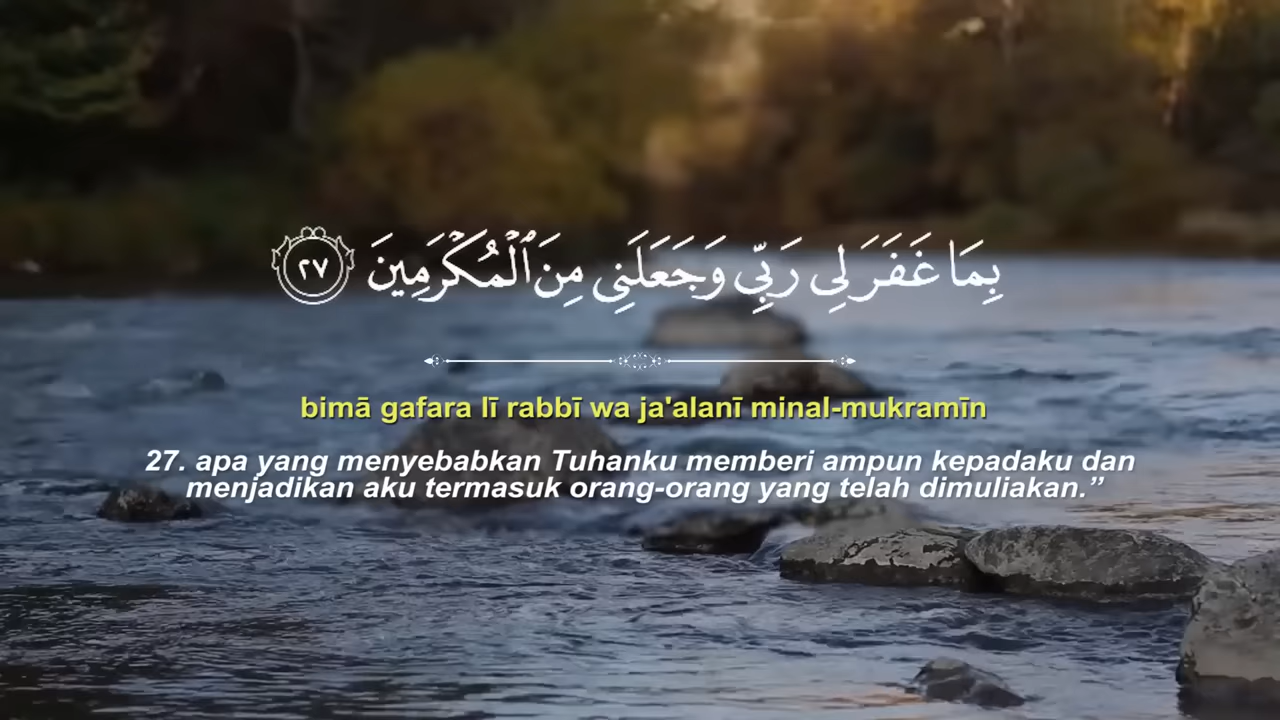 بِمَا غَفَرَ لِي رَبِّي وَجَعَلَنِي مِنَ ٱلْمُكْرَمِينَ ٢٧
bimā gafara lī rabbī wa ja'alanī minal-mukramīn
27. apa yang menyebabkan Tuhanku memberi ampun kepadaku dan
menjadikan aku termasuk orang-orang yang telah dimuliakan.”